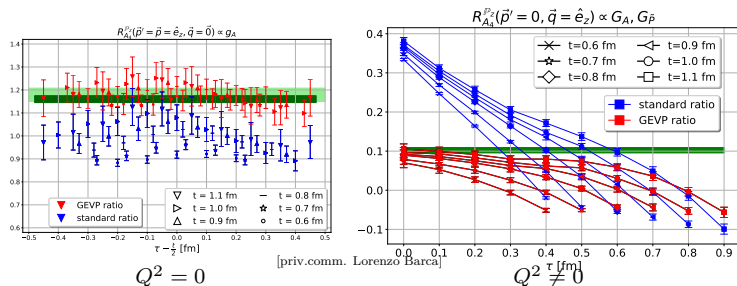 $R^{\mathbb{P}_z}_{A_4}(\vec{p}'=\vec{p}=\hat{e}_z, \vec{q}=\vec{0}) \propto g_A$
1.4
1.3
1.2
1.1
1.0
0.9
0.8
0.7
0.6
GEVP ratio
standard ratio
t = 1.1 fm
t = 1.0 fm
t = 0.9 fm
t = 0.8 fm
t = 0.7 fm
t = 0.6 fm
−0.5 −0.4 −0.3 −0.2 −0.1 0.0 0.1 0.2 0.3 0.4 0.5
$\tau - \frac{t}{2}$ [fm]
$Q^2 = 0$
$(\vec{p}'=0, \vec{q}=\hat{e}_z) \propto G_A, G_{\tilde{P}}$
0.4
0.3
0.2
0.1
0.0
−0.1
t=0.6 fm
t=0.7 fm
t=0.8 fm
t=0.9 fm
t=1.0 fm
t=1.1 fm
standard ratio
GEVP ratio
0.0 0.1 0.2 0.3 0.4 0.5 0.6 0.7 0.8 0.9
τ [fm]
$Q^2 \neq 0$
[priv.comm. Lorenzo Barca]